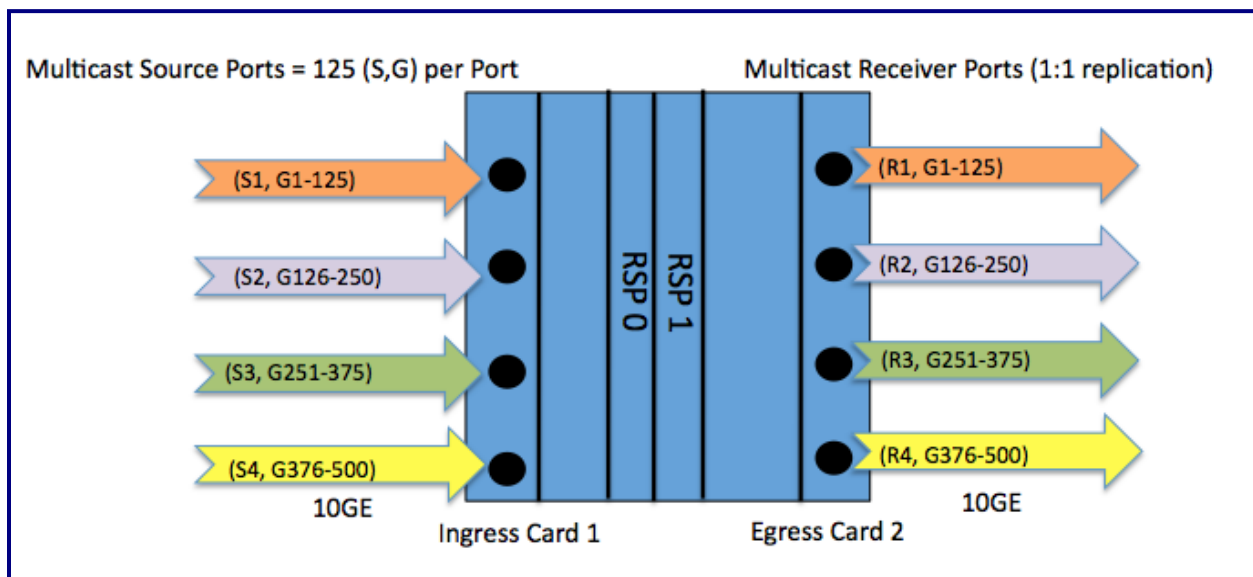 Multicast Source Ports = 125 (S,G) per Port
Multicast Receiver Ports (1:1 replication)
(S1, G1-125)
(R1, G1-125)
(S2, G126-250)
(R2, G126-250)
RSP 0
RSP 1
(S3, G251-375)
(R3, G251-375)
(S4, G376-500)
(R4, G376-500)
10GE
10GE
Ingress Card 1
Egress Card 2